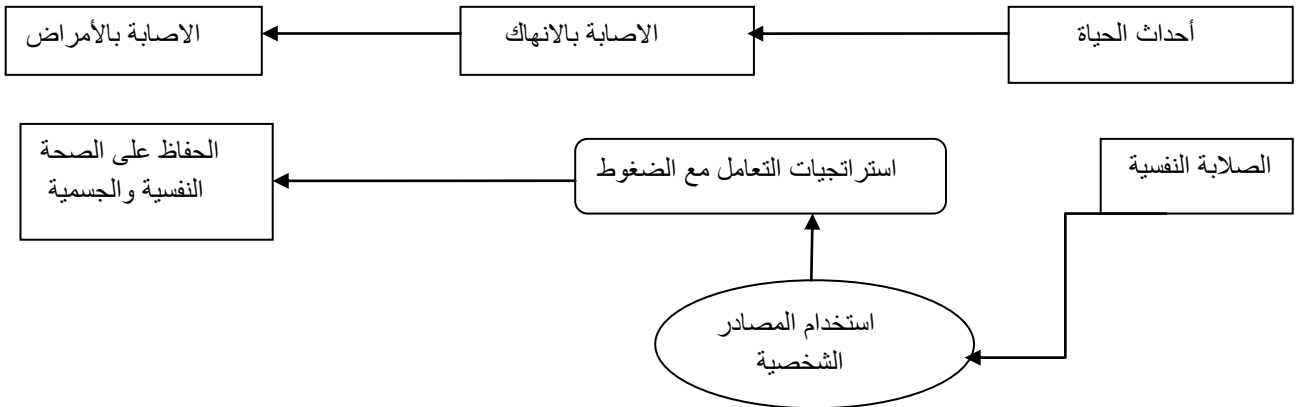 أحداث الحياة
الاصابة بالانهاك
الاصابة بالأمراض
الصلابة النفسية
استراتجيات التعامل مع الضغوط
الحفاظ على الصحة
النفسية والجسمية
استخدام المصادر
الشخصية